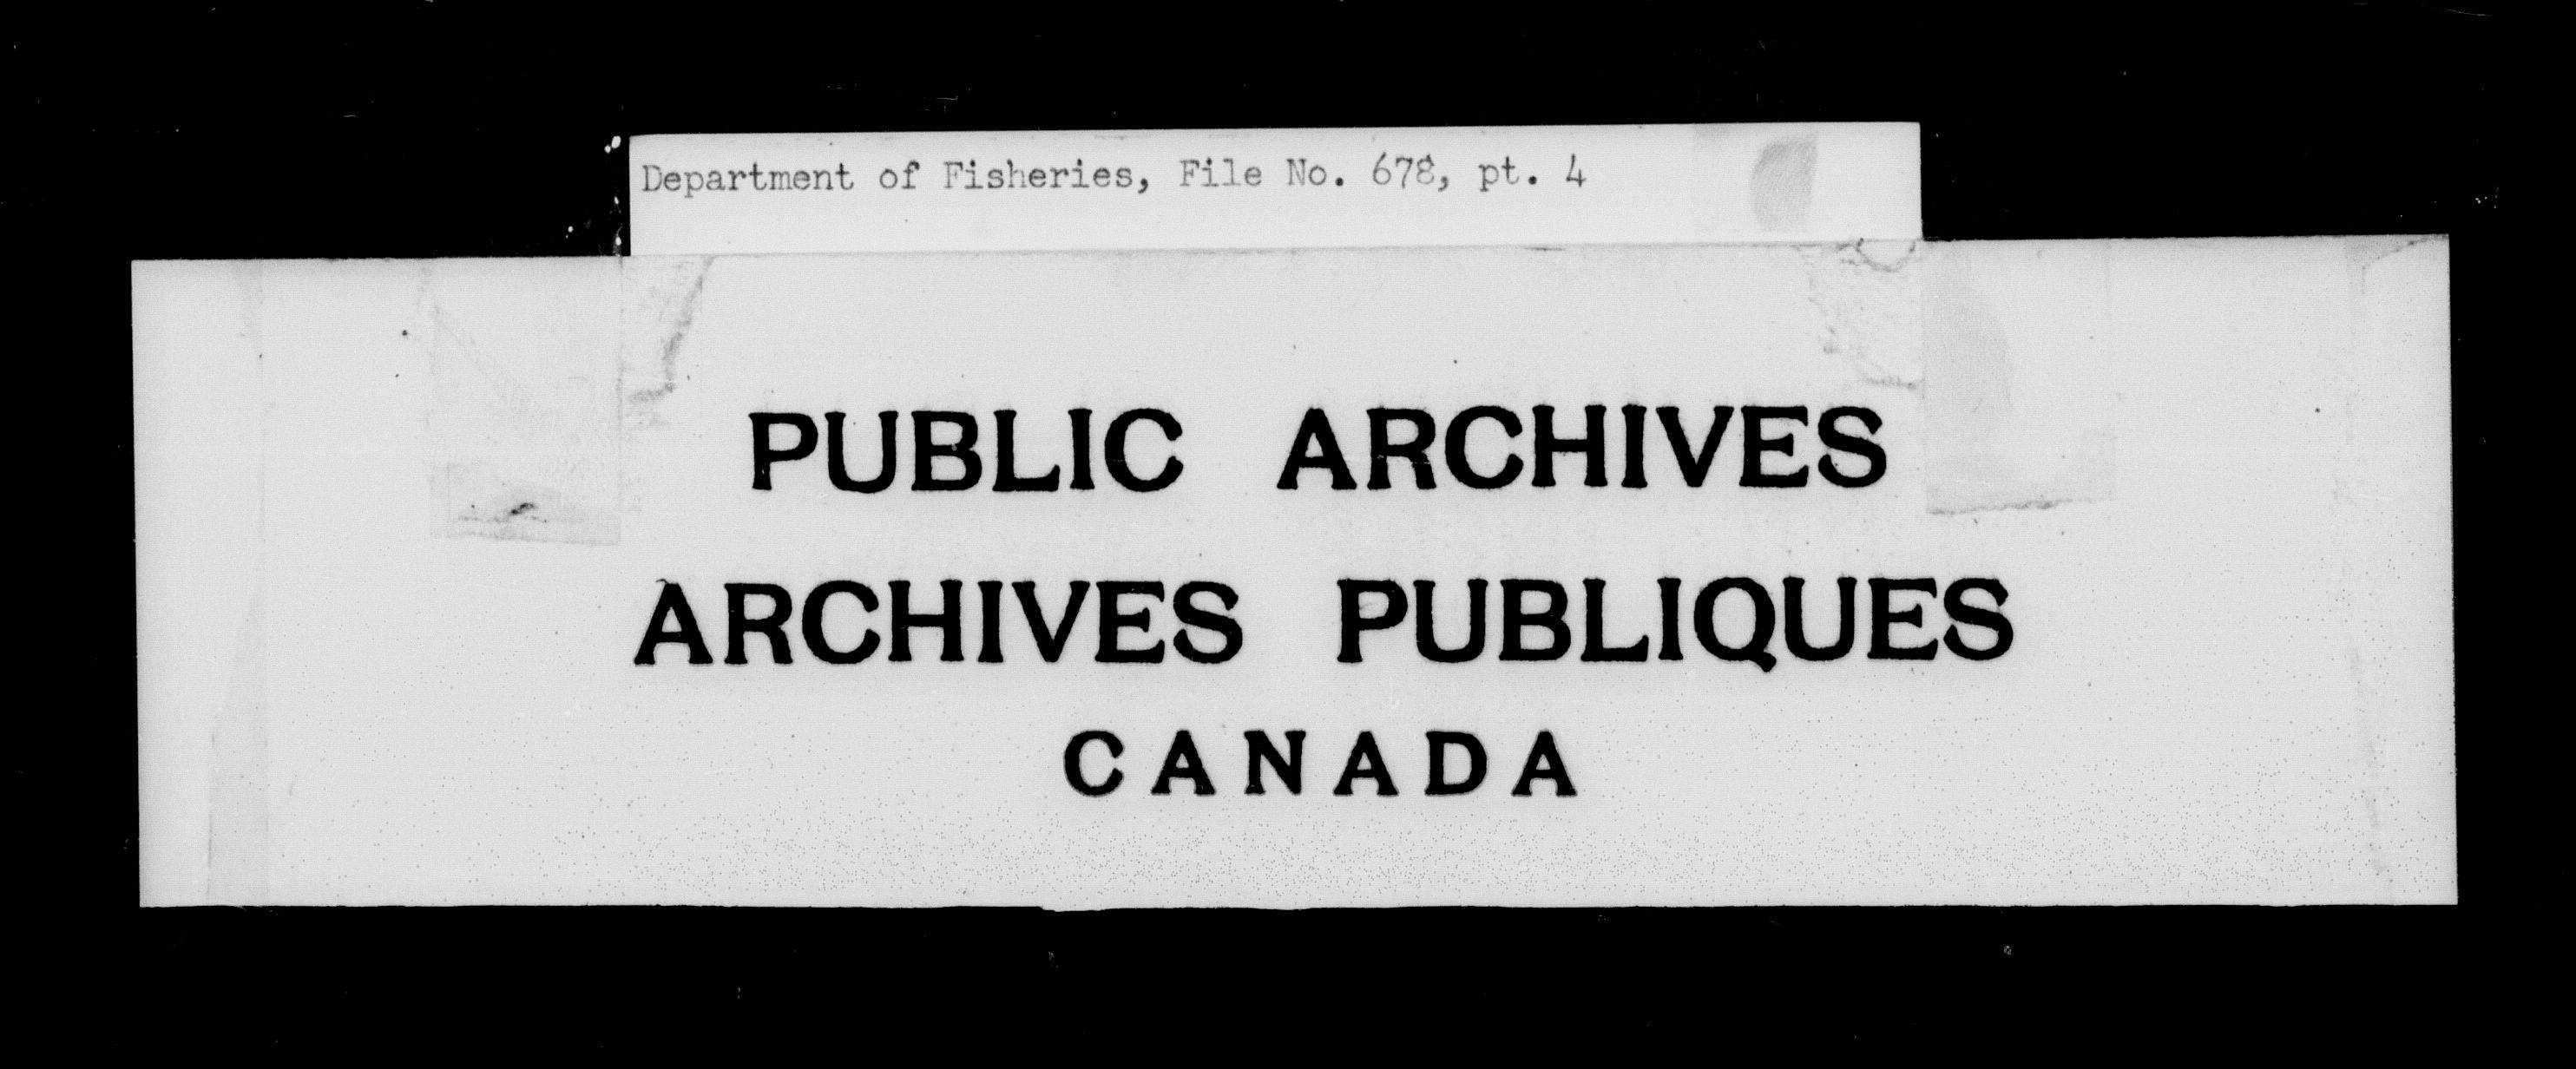 Department of Fisheries, File No. 678, pt. 4
PUBLIC ARCHIVES
ARCHIVES PUBLIQUES
CANADA